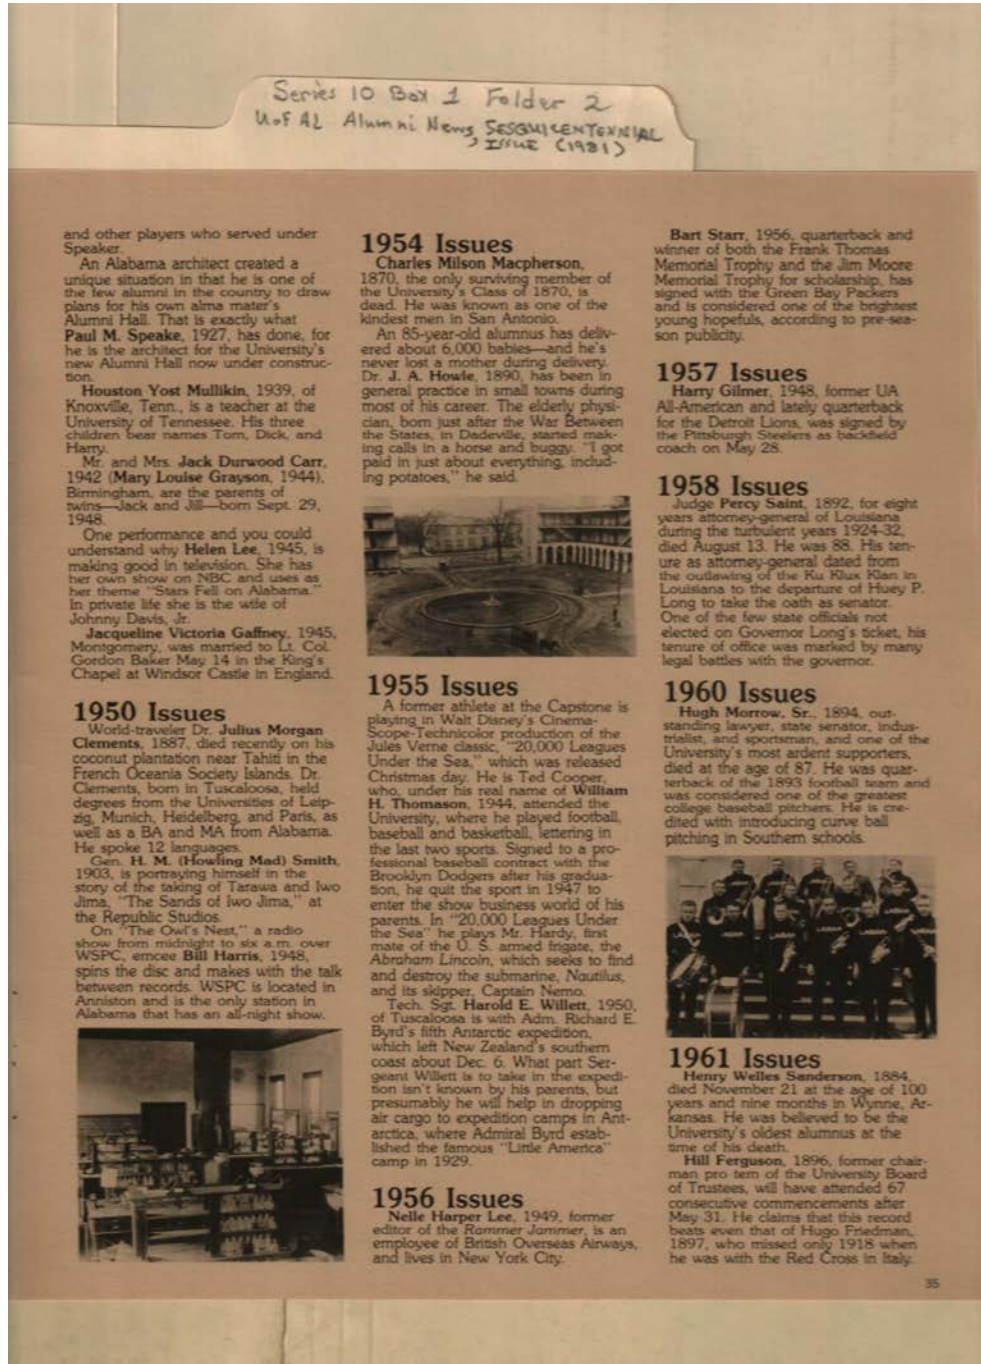 Series 10 Box 1 Folder 2
U of AL Alumni News, SESQUICENTENNIAL
ISSUE (1981)
and other players who served under
Speaker.
An Alabama architect created a
unique situation in that he is one of
the few alumni in the country to draw
plans for his own alma mater's
Alumni Hall. That is exactly what
Paul M. Speake, 1927, has done, for
he is the architect for the University's
new Alumni Hall now under construc-
tion.
Houston Yost Mullikin, 1939, of
Knoxville, Tenn., is a teacher at the
University of Tennessee. His three
children bear names Tom, Dick, and
Harry.
Mr. and Mrs. Jack Durwood Carr,
1942 (Mary Louise Grayson, 1944),
Birmingham, are the parents of
twins—Jack and Jill—born Sept. 29,
1948.
One performance and you could
understand why Helen Lee, 1945, is
making good in television. She has
her own show on NBC and uses as
her theme "Stars Fell on Alabama."
In private life she is the wife of
Johnny Davis, Jr.
Jacqueline Victoria Gaffney, 1945,
Montgomery, was married to Lt. Col.
Gordon Baker May 14 in the King's
Chapel at Windsor Castle in England.
1950 Issues
World-traveler Dr. Julius Morgan
Clements, 1887, died recently on his
coconut plantation near Tahiti in the
French Oceania Society Islands. Dr.
Clements, born in Tuscaloosa, held
degrees from the Universities of Leip-
zig, Munich, Heidelberg, and Paris, as
well as a BA and MA from Alabama.
He spoke 12 languages.
Gen. H. M. (Howling Mad) Smith,
1903, is portraying himself in the
story of the taking of Tarawa and Iwo
Jima, "The Sands of Iwo Jima," at
the Republic Studios.
On "The Owl's Nest," a radio
show from midnight to six a.m. over
WSPC, emcee Bill Harris, 1948,
spins the disc and makes with the talk
between records. WSPC is located in
Anniston and is the only station in
Alabama that has an all-night show.
1954 Issues
Charles Milson Macpherson,
1870, the only surviving member of
the University's Class of 1870, is
dead. He was known as one of the
kindest men in San Antonio.
An 85-year-old alumnus has deliv-
ered about 6,000 babies—and he's
never lost a mother during delivery.
Dr. J. A. Howle, 1890, has been in
general practice in small towns during
most of his career. The elderly physi-
cian, born just after the War Between
the States, in Dadeville, started mak-
ing calls in a horse and buggy. "I got
paid in just about everything, includ-
ing potatoes," he said.
1955 Issues
A former athlete at the Capstone is
playing in Walt Disney's Cinema-
Scope-Technicolor production of the
Jules Verne classic, "20,000 Leagues
Under the Sea," which was released
Christmas day. He is Ted Cooper,
who, under his real name of William
H. Thomason, 1944, attended the
University, where he played football,
baseball and basketball, lettering in
the last two sports. Signed to a pro-
fessional baseball contract with the
Brooklyn Dodgers after his gradua-
tion, he quit the sport in 1947 to
enter the show business world of his
parents. In "20,000 Leagues Under
the Sea" he plays Mr. Hardy, first
mate of the U. S. armed frigate, the
Abraham Lincoln, which seeks to find
and destroy the submarine, Nautilus,
and its skipper, Captain Nemo.
Tech. Sgt. Harold E. Willett, 1950,
of Tuscaloosa is with Adm. Richard E.
Byrd's fifth Antarctic expedition,
which left New Zealand's southern
coast about Dec. 6. What part Ser-
geant Willett is to take in the expedi-
tion isn't known by his parents, but
presumably he will help in dropping
air cargo to expedition camps in Ant-
arctica, where Admiral Byrd estab-
lished the famous "Little America"
camp in 1929.
1956 Issues
Nelle Harper Lee, 1949, former
editor of the Rammer Jammer, is an
employee of British Overseas Airways,
and lives in New York City.
Bart Starr, 1956, quarterback and
winner of both the Frank Thomas
Memorial Trophy and the Jim Moore
Memorial Trophy for scholarship, has
signed with the Green Bay Packers
and is considered one of the brightest
young hopefuls, according to pre-sea-
son publicity.
1957 Issues
Harry Gilmer, 1948, former UA
All-American and lately quarterback
for the Detroit Lions, was signed by
the Pittsburgh Steelers as backfield
coach on May 28.
1958 Issues
Judge Percy Saint, 1892, for eight
years attorney-general of Louisiana
during the turbulent years 1924-32,
died August 13. He was 88. His ten-
ure as attorney-general dated from
the outlawing of the Ku Klux Klan in
Louisiana to the departure of Huey P.
Long to take the oath as senator.
One of the few state officials not
elected on Governor Long's ticket, his
tenure of office was marked by many
legal battles with the governor.
1960 Issues
Hugh Morrow, Sr., 1894, out-
standing lawyer, state senator, indus-
trialist, and sportsman, and one of the
University's most ardent supporters,
died at the age of 87. He was quar-
terback of the 1893 football team and
was considered one of the greatest
college baseball pitchers. He is cre-
dited with introducing curve ball
pitching in Southern schools.
1961 Issues
Henry Welles Sanderson, 1884,
died November 21 at the age of 100
years and nine months in Wynne, Ar-
kansas. He was believed to be the
University's oldest alumnus at the
time of his death.
Hill Ferguson, 1896, former chair-
man pro tem of the University Board
of Trustees, will have attended 67
consecutive commencements after
May 31. He claims that this record
beats even that of Hugo Friedman,
1897, who missed only 1918 when
he was with the Red Cross in Italy.
35